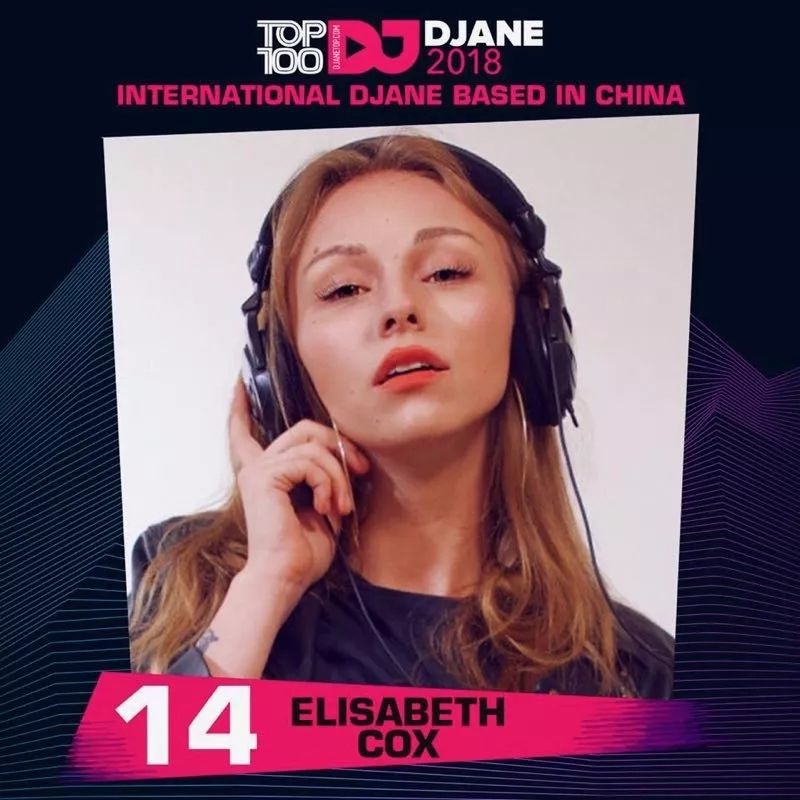 TOP
100
DJANETOP.COM
DJ
DJANE
2018
INTERNATIONAL DJANE BASED IN CHINA
14
ELISABETH
COX